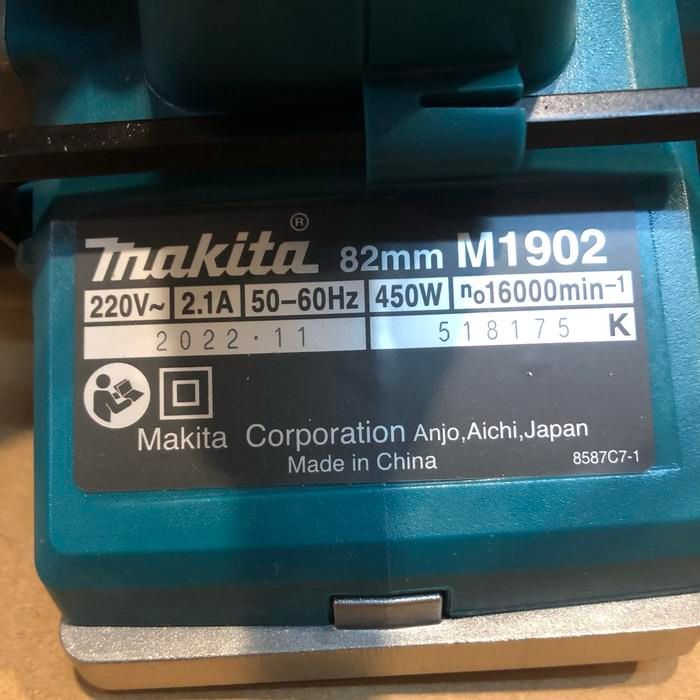 makita® 82mm M1902
220V~ 2.1A 50–60Hz 450W n₀16000min⁻¹
2022.11 518175 K
Makita Corporation Anjo,Aichi,Japan
Made in China 8587C7-1